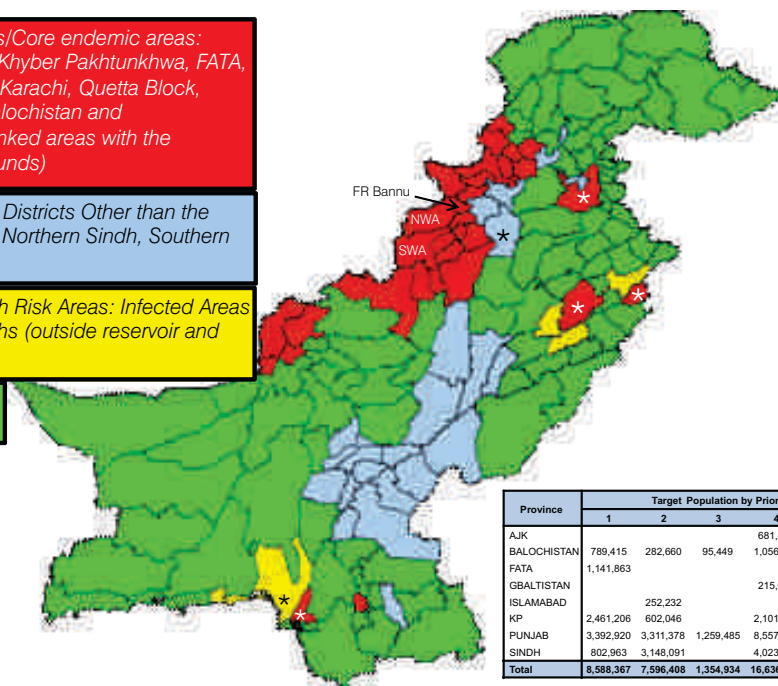 s/Core endemic areas:
Khyber Pakhtunkhwa, FATA,
Karachi, Quetta Block,
lochistan and
nked areas with the
unds)
Districts Other than the
Northern Sindh, Southern
h Risk Areas: Infected Areas
hs (outside reservoir and
FR Bannu
NWA
SWA
*
*
*
*
*
*
Province Target Population by Prior
1 2 3 4
AJK 681,
BALOCHISTAN 789,415 282,660 95,449 1,056
FATA 1,141,863
GBALTISTAN 215,
ISLAMABAD 252,232
KP 2,461,206 602,046 2,101
PUNJAB 3,392,920 3,311,378 1,259,485 8,557
SINDH 802,963 3,148,091 4,023
Total 8,588,367 7,596,408 1,354,934 16,636